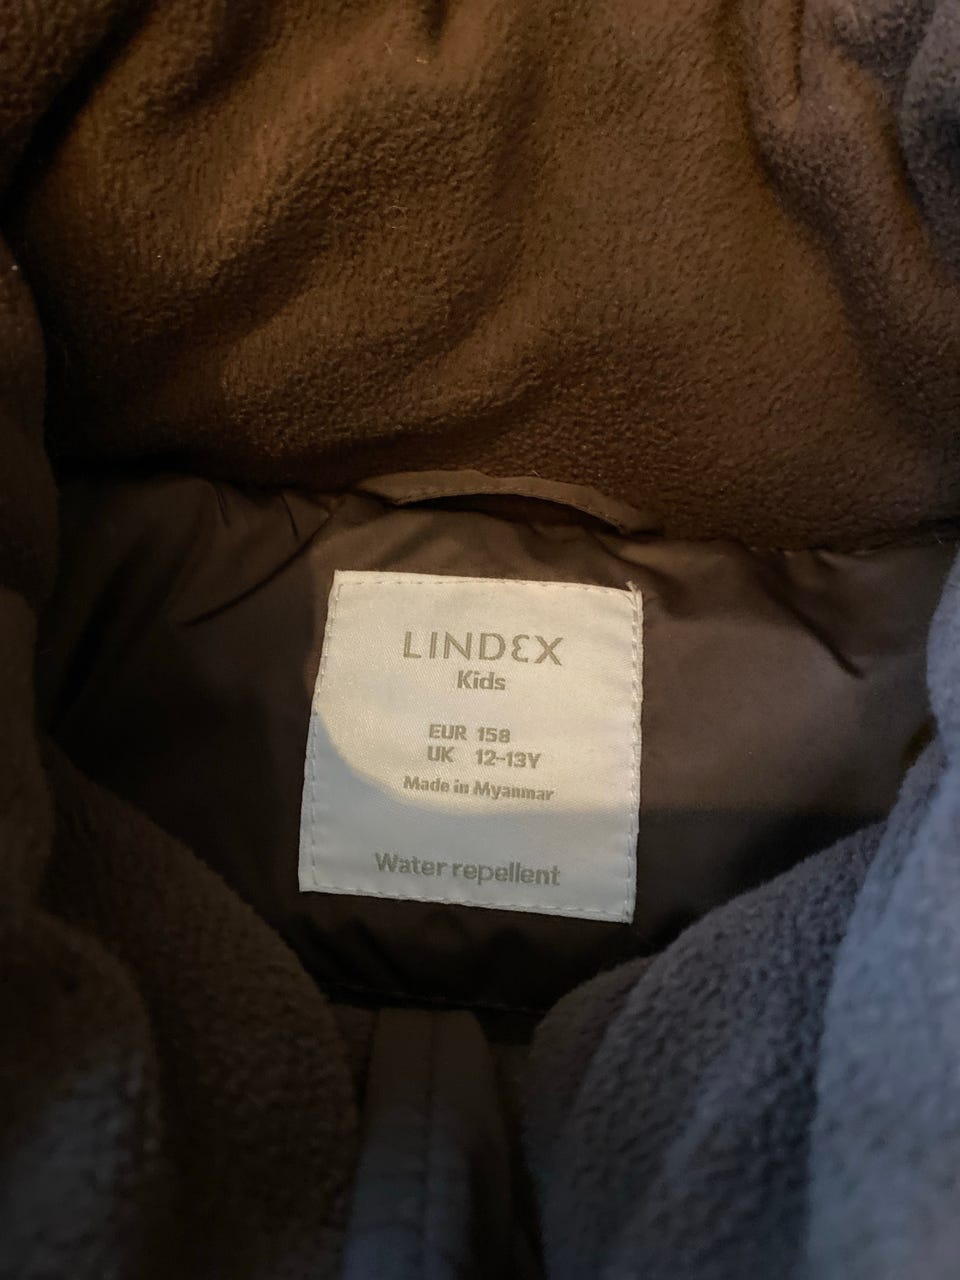 LINDEX
Kids
EUR 158
UK 12-13Y
Made in Myanmar
Water repellent